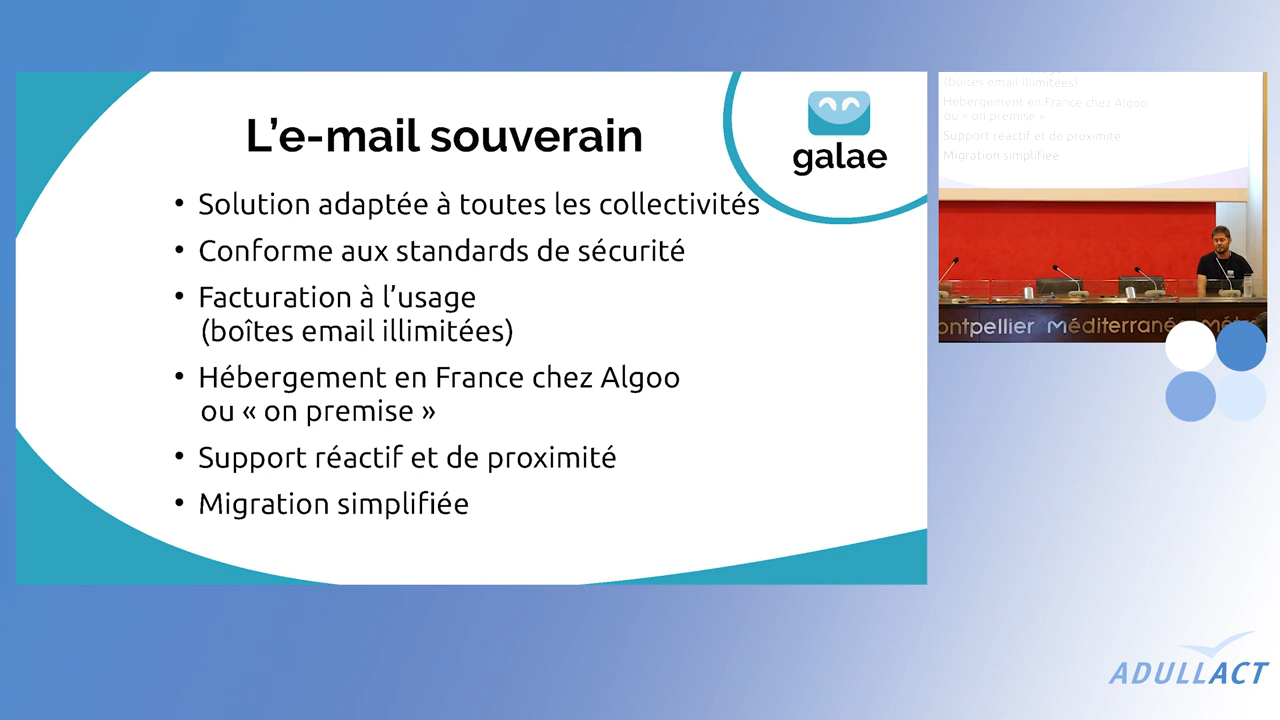 L'e-mail souverain
galae
• Solution adaptée à toutes les collectivités
• Conforme aux standards de sécurité
• Facturation à l'usage
(boîtes email illimitées)
• Hébergement en France chez Algoo
ou « on premise »
• Support réactif et de proximité
• Migration simplifiée
(boîtes email illimitées)
Hébergement en France chez Algoo
ou « on premise »
Support réactif et de proximité
Migration simplifiée
ontpellier Méditerrané
ADULLACT